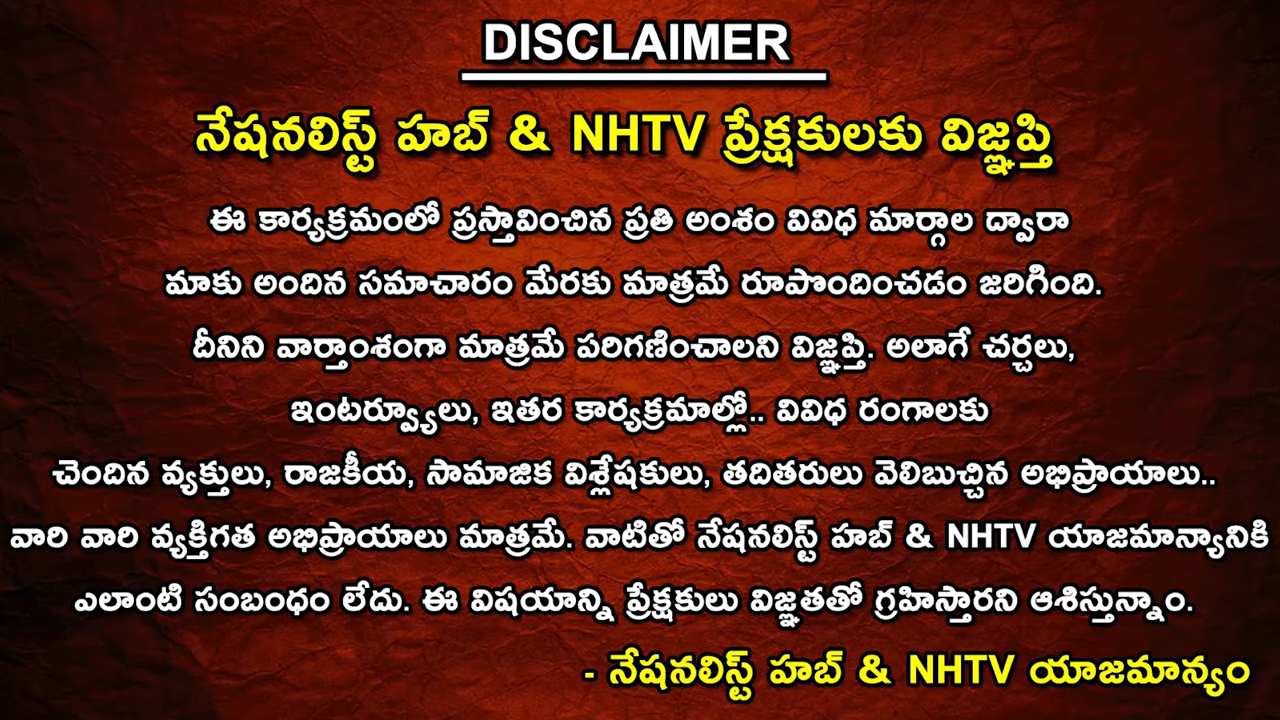 DISCLAIMER
నేషనలిస్ట్ హబ్ & NHTV ప్రేక్షకులకు విజ్ఞప్తి
ఈ కార్యక్రమంలో ప్రస్తావించిన ప్రతి అంశం వివిధ మార్గాల ద్వారా
మాకు అందిన సమాచారం మేరకు మాత్రమే రూపొందించడం జరిగింది.
దీనిని వార్తాంశంగా మాత్రమే పరిగణించాలని విజ్ఞప్తి. అలాగే చర్చలు,
ఇంటర్వ్యూలు, ఇతర కార్యక్రమాల్లో.. వివిధ రంగాలకు
చెందిన వ్యక్తులు, రాజకీయ, సామాజిక విశ్లేషకులు, తదితరులు వెలిబుచ్చిన అభిప్రాయాలు..
వారి వారి వ్యక్తిగత అభిప్రాయాలు మాత్రమే. వాటితో నేషనలిస్ట్ హబ్ & NHTV యాజమాన్యానికి
ఎలాంటి సంబంధం లేదు. ఈ విషయాన్ని ప్రేక్షకులు విజ్ఞతతో గ్రహిస్తారని ఆశిస్తున్నాం.
- నేషనలిస్ట్ హబ్ & NHTV యాజమాన్యం